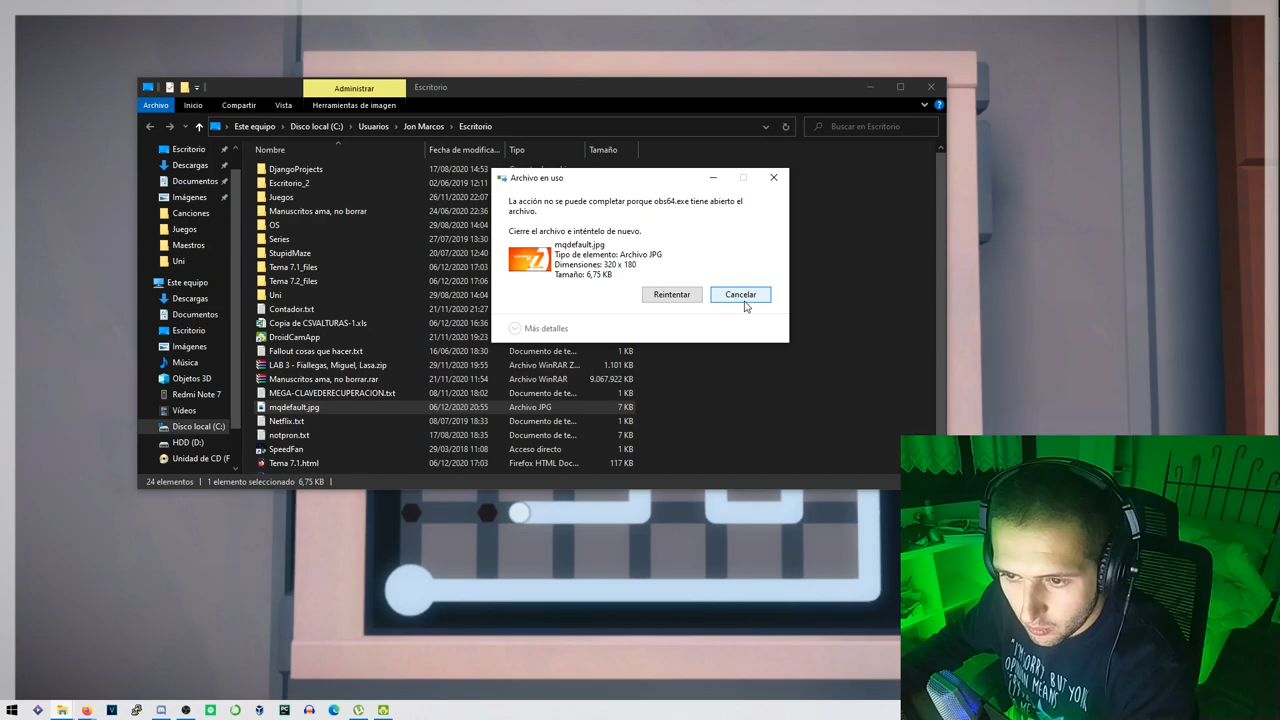 Administrar
Escritorio
Archivo
Inicio
Compartir
Vista
Herramientas de imagen
Este equipo
Disco local (C:)
Usuarios
Jon Marcos
Escritorio
Buscar en Escritorio
Nombre
Fecha de modifica...
Tipo
Tamaño
Escritorio
Descargas
Documentos
Imágenes
Canciones
Juegos
Maestros
Uni
Este equipo
Descargas
Documentos
Escritorio
Imágenes
Música
Objetos 3D
Redmi Note 7
Vídeos
Disco local (C:)
HDD (D:)
Unidad de CD (F
DjangoProjects 17/08/2020 14:53
Escritorio_2 02/06/2019 12:11
Juegos 26/11/2020 22:07
Manuscritos ama, no borrar 24/06/2020 22:36
OS 29/08/2020 14:04
Series 27/07/2019 13:30
StupidMaze 20/07/2020 12:40
Tema 7.1_files 06/12/2020 17:03
Tema 7.2_files 06/12/2020 17:03
Uni 29/08/2020 14:04
Contador.txt 21/11/2020 21:27
Copia de CSVALTURAS-1.xls 06/12/2020 16:36
DroidCamApp 21/11/2020 19:23
Fallout cosas que hacer.txt 16/06/2020 18:30 Documento de te... 1 KB
LAB 3 - Fiallegas, Miguel, Lasa.zip 29/11/2020 19:55 Archivo WinRAR Z... 1.101 KB
Manuscritos ama, no borrar.rar 21/11/2020 11:54 Archivo WinRAR 9.067.922 KB
MEGA-CLAVEDERECUPERACIÓN.txt 08/11/2020 18:02 Documento de te... 1 KB
mqdefault.jpg 06/12/2020 20:55 Archivo JPG 7 KB
Netflix.txt 08/07/2019 18:33 Documento de te... 1 KB
notpron.txt 17/08/2020 18:35 Documento de te... 7 KB
SpeedFan 29/03/2018 11:08 Acceso directo 1 KB
Tema 7.1.html 06/12/2020 17:03 Firefox HTML Doc... 117 KB
24 elementos
1 elemento seleccionado 6,75 KB
Archivo en uso
La acción no se puede completar porque obs64.exe tiene abierto el
archivo.
Cierre el archivo e inténtelo de nuevo.
mqdefault.jpg
Tipo de elemento: Archivo JPG
Dimensiones: 320 x 180
Tamaño: 6,75 KB
Reintentar
Cancelar
Más detalles
"I'M SORRY, BUT YOUR
OPINION MEANS